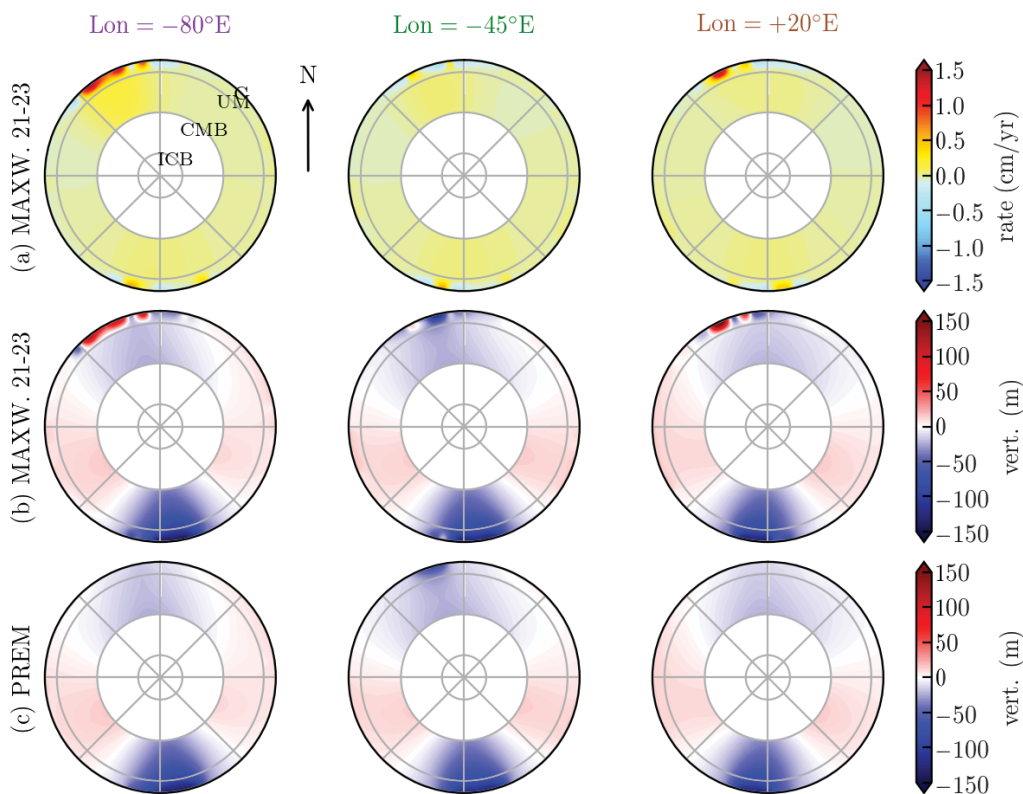 Lon = −80°E
Lon = −45°E
Lon = +20°E
(a) MAXW. 21-23
N
G
UM
CMB
ICB
1.5
1.0
0.5
0.0
−0.5
−1.0
−1.5
rate (cm/yr)
(b) MAXW. 21-23
150
100
50
0
−50
−100
−150
vert. (m)
(c) PREM
150
100
50
0
−50
−100
−150
vert. (m)